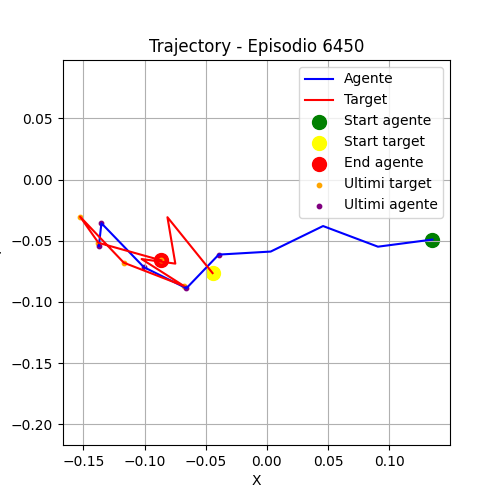 Trajectory - Episodio 6450
Agente
Target
Start agente
Start target
End agente
Ultimi target
Ultimi agente
0.05
0.00
−0.05
−0.10
−0.15
−0.20
−0.15 −0.10 −0.05 0.00 0.05 0.10
X